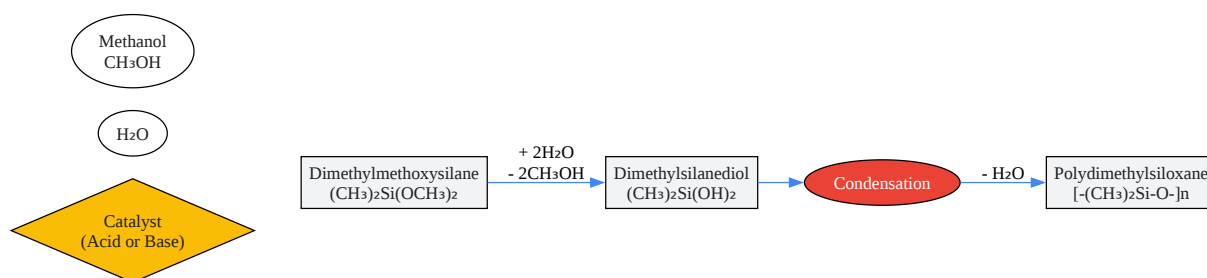 Methanol
CH₃OH
H₂O
Catalyst
(Acid or Base)
Dimethylmethoxysilane
(CH₃)₂Si(OCH₃)₂
+ 2H₂O
- 2CH₃OH
Dimethylsilanediol
(CH₃)₂Si(OH)₂
Condensation
- H₂O
Polydimethylsiloxane
[-(CH₃)₂Si-O-]n